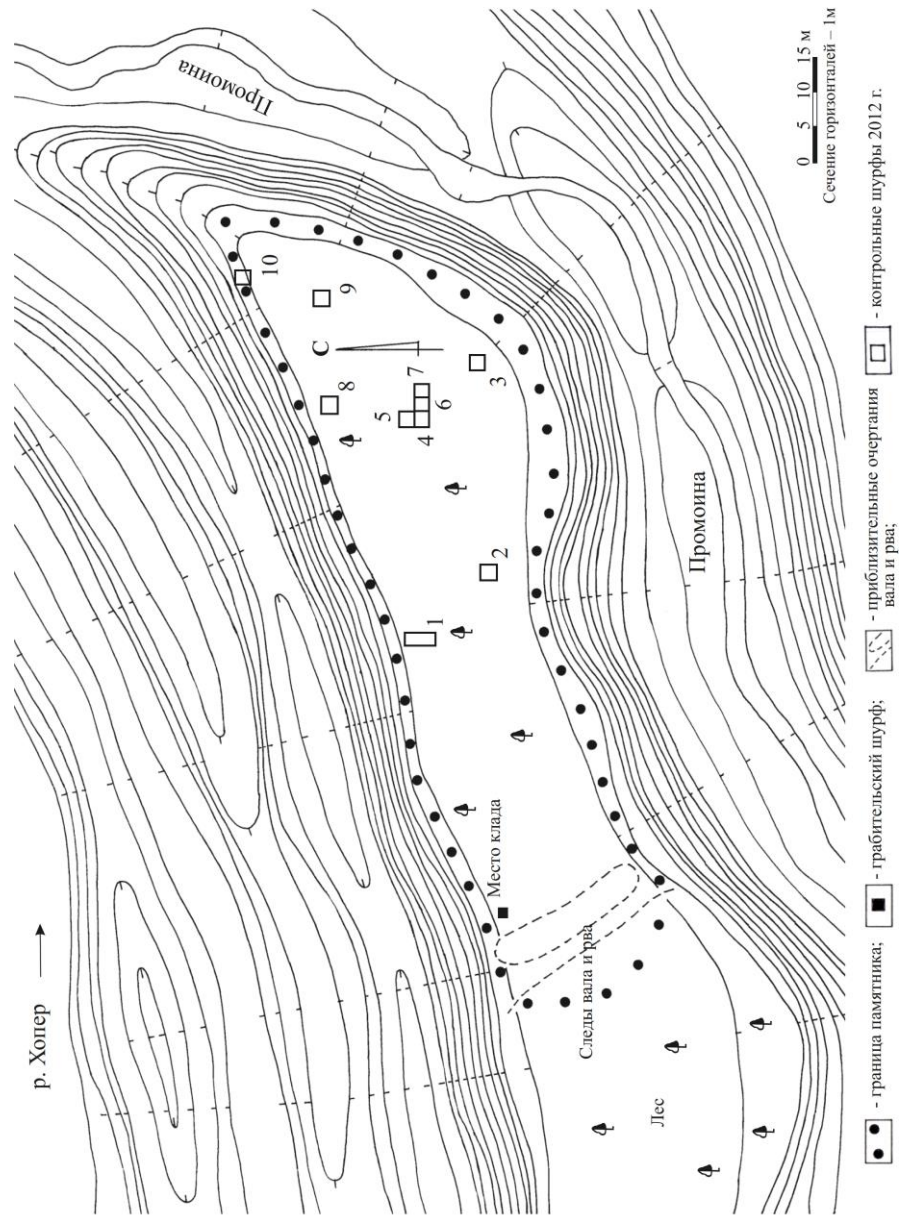 р. Хопер
Промоина
10
9
С
8
7
3
5
6
4
2
1
Промоина
Место клада
Следы вала и рва
Лес
0 5 10 15 м
Сечение горизонталей – 1м
- граница памятника;
- грабительский шурф;
- приблизительные очертания
вала и рва;
- контрольные шурфы 2012 г.